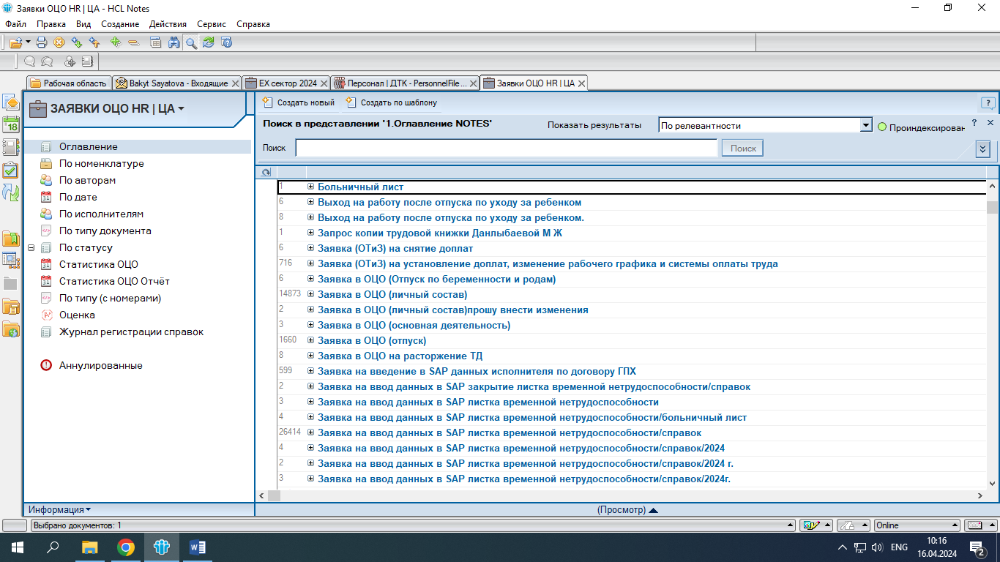 Заявки ОЦО HR | ЦА - HCL Notes
Файл Правка Вид Создание Действия Сервис Справка
Рабочая область Bakyt Sayatova - Входящие EX сектор 2024 Персонал | ДТК - PersonnelFile ... Заявки ОЦО HR | ЦА
18
ЗАЯВКИ ОЦО HR | ЦА
Оглавление
По номенклатуре
По авторам
По дате
По исполнителям
По типу документа
По статусу
Статистика ОЦО
Статистика ОЦО Отчёт
По типу (с номерами)
Оценка
Журнал регистрации справок
Аннулированные
Создать новый Создать по шаблону ?
Поиск в представлении '1.Оглавление NOTES' Показать результаты По релевантности Проиндексирован ?
Поиск Поиск
1 Больничный лист
6 Выход на работу после отпуска по уходу за ребенком
8 Выход на работу после отпуска по уходу за ребенком.
1 Запрос копии трудовой книжки Данлыбаевой М Ж
6 Заявка (ОТиЗ) на снятие доплат
716 Заявка (ОТиЗ) на установление доплат, изменение рабочего графика и системы оплаты труда
6 Заявка в ОЦО (Отпуск по беременности и родам)
14873 Заявка в ОЦО (личный состав)
2 Заявка в ОЦО (личный состав)прошу внести изменения
3 Заявка в ОЦО (основная деятельность)
1660 Заявка в ОЦО (отпуск)
8 Заявка в ОЦО на расторжение ТД
599 Заявка на введение в SAP данных исполнителя по договору ГПХ
2 Заявка на ввод данных в SAP закрытие листка временной нетрудоспособности/справок
3 Заявка на ввод данных в SAP листка временной нетрудоспособности
4 Заявка на ввод данных в SAP листка временной нетрудоспособности/больничный лист
26414 Заявка на ввод данных в SAP листка временной нетрудоспособности/справок
4 Заявка на ввод данных в SAP листка временной нетрудоспособности/справок/2024
2 Заявка на ввод данных в SAP листка временной нетрудоспособности/справок/2024 г.
3 Заявка на ввод данных в SAP листка временной нетрудоспособности/справок/2024г.
Информация (Просмотр)
Выбрано документов: 1 Online
ENG 10:16
16.04.2024 2